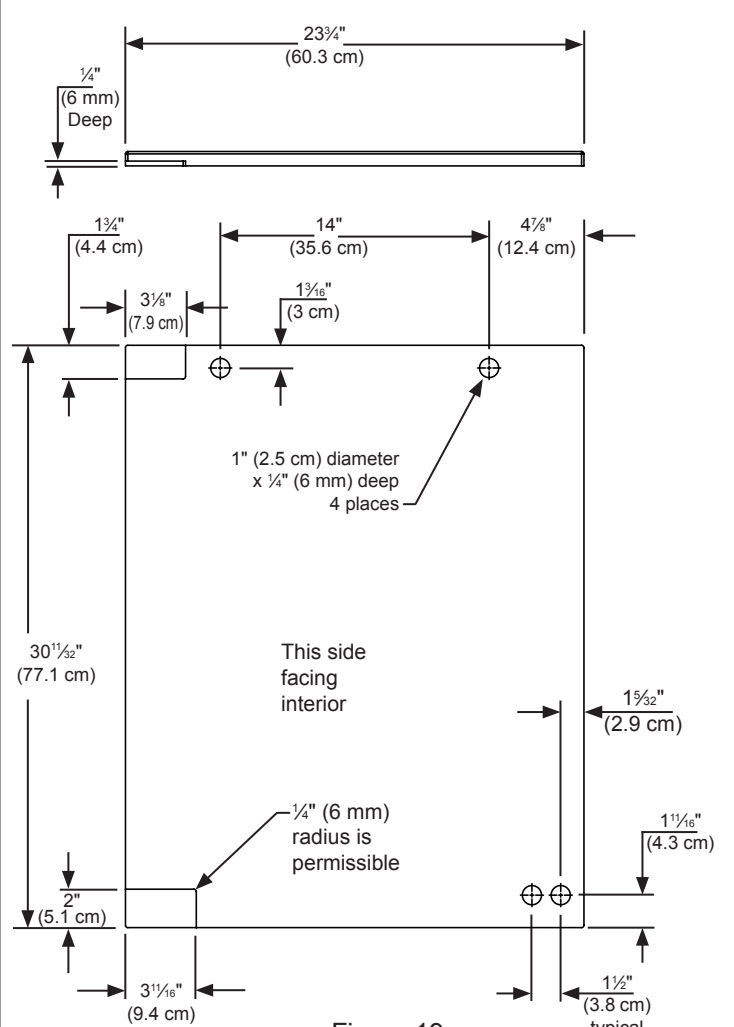 23¾"
(60.3 cm)
¼"
(6 mm)
Deep
1¾"
(4.4 cm)
14"
(35.6 cm)
4⅞"
(12.4 cm)
3⅛"
(7.9 cm)
1³⁄₁₆"
(3 cm)
1" (2.5 cm) diameter
x ¼" (6 mm) deep
4 places
30¹¹⁄₃₂"
(77.1 cm)
This side
facing
interior
1⁵⁄₃₂"
(2.9 cm)
¼" (6 mm)
radius is
permissible
1¹¹⁄₁₆"
(4.3 cm)
2"
(5.1 cm)
3¹¹⁄₁₆"
(9.4 cm)
1½"
(3.8 cm)
typical